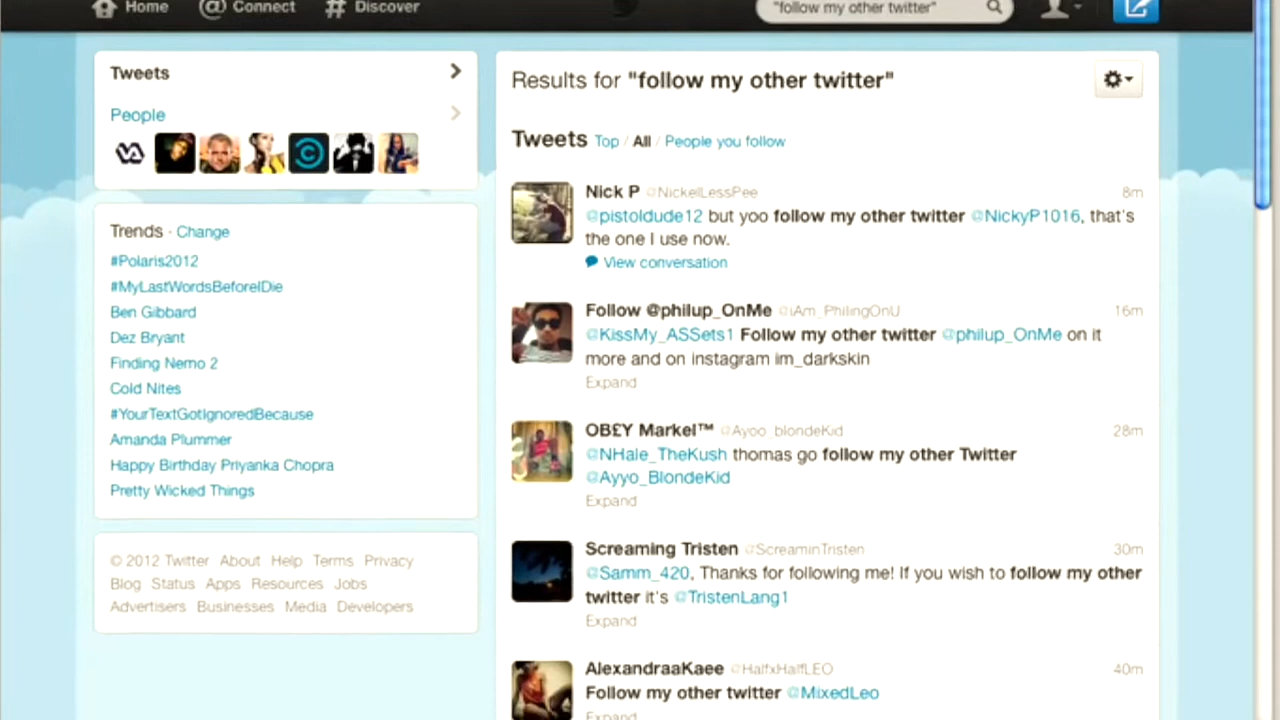 Home Connect # Discover "follow my other twitter"
Tweets
People
Trends · Change
#Polaris2012
#MyLastWordsBeforeIDie
Ben Gibbard
Dez Bryant
Finding Nemo 2
Cold Nites
#YourTextGotIgnoredBecause
Amanda Plummer
Happy Birthday Priyanka Chopra
Pretty Wicked Things
© 2012 Twitter About Help Terms Privacy
Blog Status Apps Resources Jobs
Advertisers Businesses Media Developers
Results for "follow my other twitter"
Tweets Top / All / People you follow
Nick P @NickelLessPee 8m
@pistoldude12 but yoo follow my other twitter @NickyP1016, that's
the one I use now.
View conversation
Follow @philup_OnMe @iAm_PhilingOnU 16m
@KissMy_ASSets1 Follow my other twitter @philup_OnMe on it
more and on instagram im_darkskin
Expand
OB£Y Markel™ @Ayoo_blondeKid 28m
@NHale_TheKush thomas go follow my other Twitter
@Ayyo_BlondeKid
Expand
Screaming Tristen @ScreaminTristen 30m
@Samm_420, Thanks for following me! If you wish to follow my other
twitter it's @TristenLang1
Expand
AlexandraaKaee @HalfxHalfLEO 40m
Follow my other twitter @MixedLeo
Expand